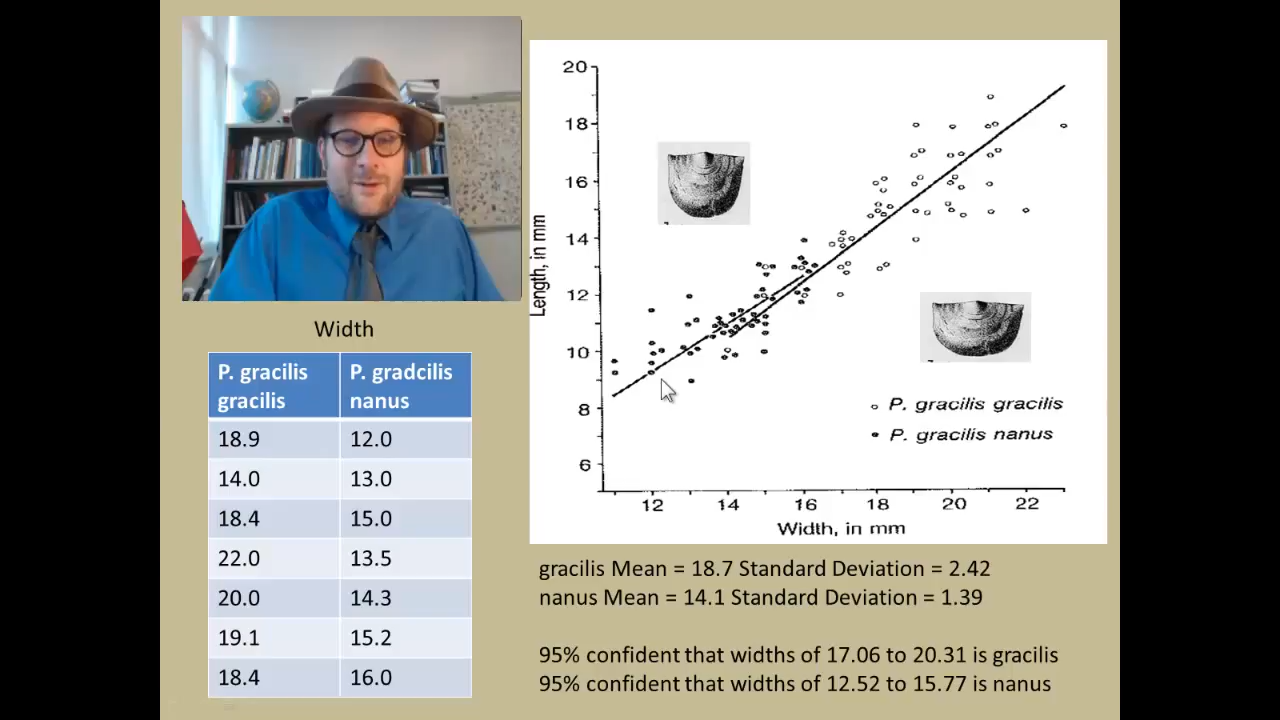 Width
P. gracilis gracilis
P. gradcilis nanus
18.9 12.0
14.0 13.0
18.4 15.0
22.0 13.5
20.0 14.3
19.1 15.2
18.4 16.0
20
18
16
14
12
10
8
6
Length, in mm
P. gracilis gracilis
P. gracilis nanus
12 14 16 18 20 22
Width, in mm
gracilis Mean = 18.7 Standard Deviation = 2.42
nanus Mean = 14.1 Standard Deviation = 1.39
95% confident that widths of 17.06 to 20.31 is gracilis
95% confident that widths of 12.52 to 15.77 is nanus